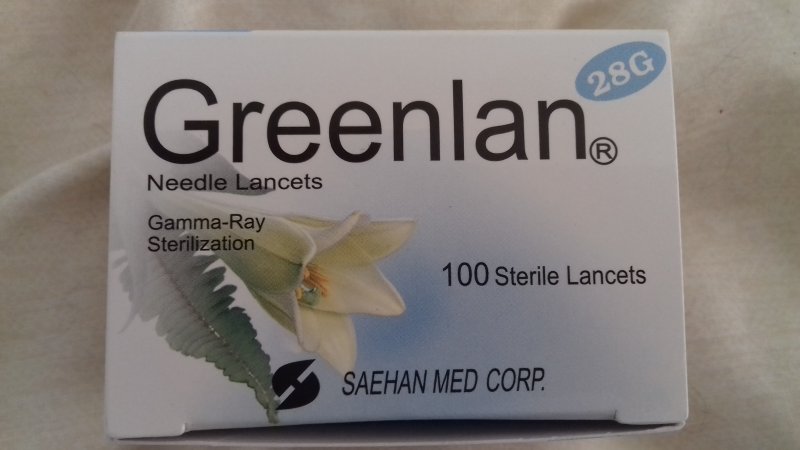 28G
Greenlan®
Needle Lancets
Gamma-Ray
Sterilization
100 Sterile Lancets
SAEHAN MED CORP.